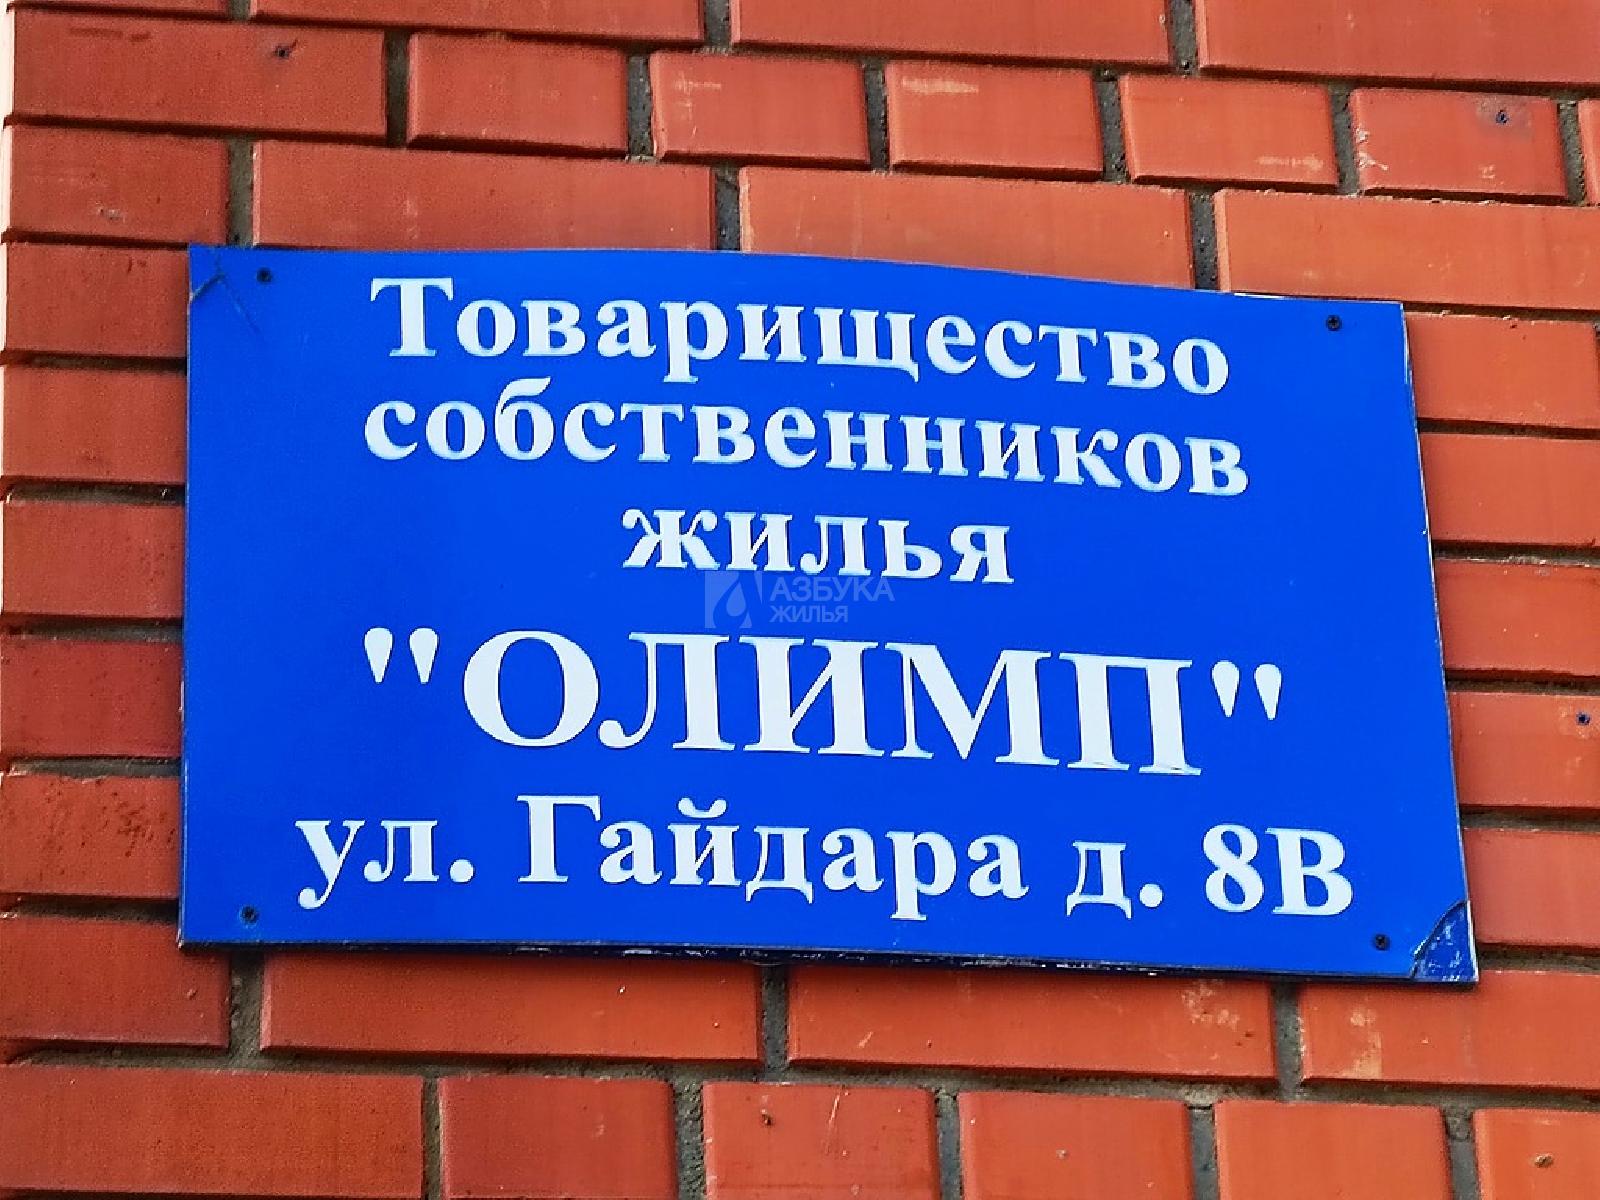 Товарищество
собственников
жилья
АЗБУКА
ЖИЛЬЯ
"ОЛИМП"
ул. Гайдара д. 8В